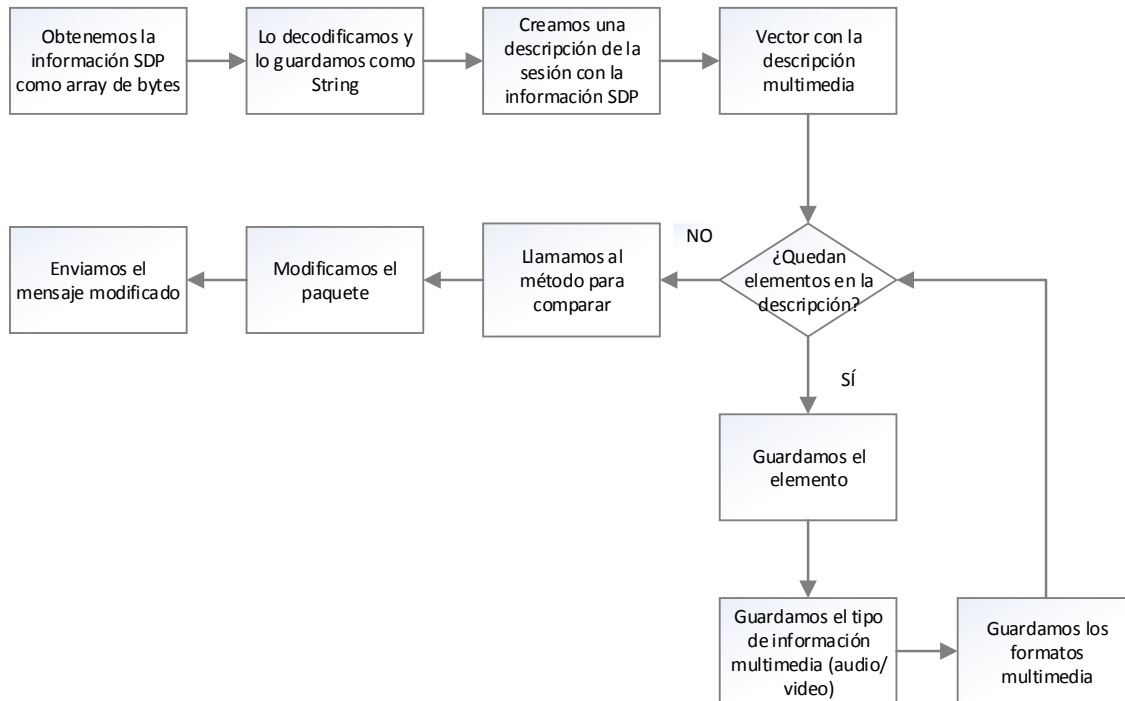 Obtenemos la
información SDP
como array de bytes
Lo decodificamos y
lo guardamos como
String
Creamos una
descripción de la
sesión con la
información SDP
Vector con la
descripción
multimedia
Enviamos el
mensaje modificado
Modificamos el
paquete
Llamamos al
método para
comparar
NO
¿Quedan
elementos en la
descripción?
SÍ
Guardamos el
elemento
Guardamos el tipo
de información
multimedia (audio/
video)
Guardamos los
formatos
multimedia